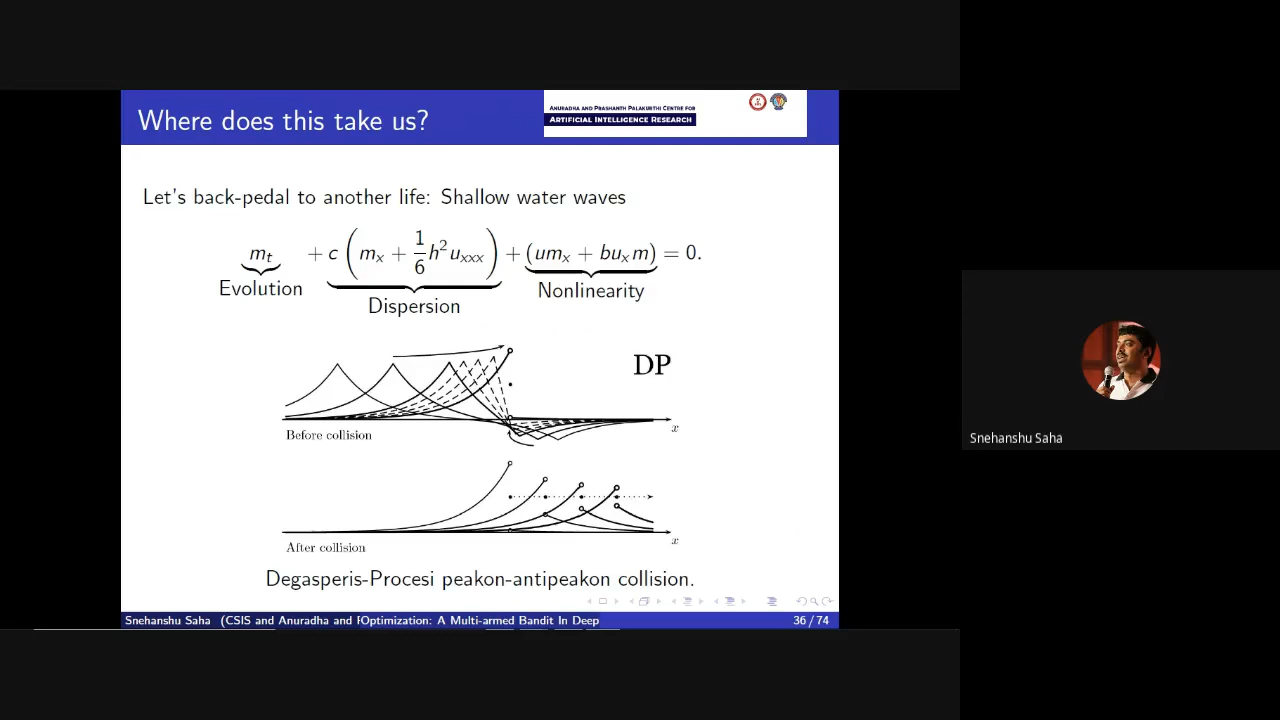 Where does this take us?
ANURADHA AND PRASHANTH PALAKURTHI CENTRE FOR
ARTIFICIAL INTELLIGENCE RESEARCH
Let's back-pedal to another life: Shallow water waves
m_t + c (m_x + 1/6 h^2 u_xxx) + (um_x + bu_x m) = 0.
Evolution
Dispersion
Nonlinearity
DP
x
Before collision
x
After collision
Degasperis-Procesi peakon-antipeakon collision.
Snehanshu Saha (CSIS and Anuradha and POptimization: A Multi-armed Bandit In Deep 36 / 74
Snehanshu Saha